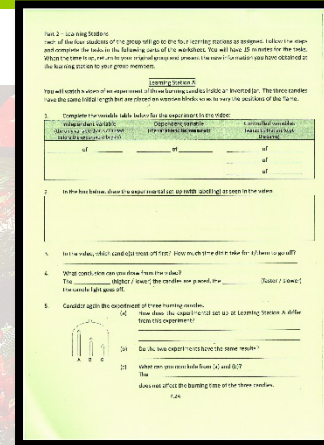 Part 2 – Learning Stations
Each of the four students of the group will go to the four learning stations as assigned. Follow the steps
and complete the tasks in the following parts of the worksheet. You will have 15 minutes for the tasks.
When the time is up, return to your original group and present the new information you have obtained at
the learning station to your group members.
Learning Station A
You will watch a video of an experiment of three burning candles inside an inverted jar. The three candles
have the same initial length but are placed on wooden blocks so as to vary the positions of the flame.
1. Complete the variable table below for the experiment in the video:
Independent variable Dependent variable Controlled variables
of of of
of
of
2. In the box below, draw the experimental set-up (with labelling) as seen in the video.
3. In the video, which candle went off first? How much time did it take for it/them to go off?
4. What conclusion can you draw from the video?
The (higher / lower) the candles are placed, the (faster / slower)
the candle light goes off.
5. Consider again the experiment of three burning candles.
(a) How does the experimental set-up at Learning Station A differ
from this experiment?
A B C
(b) Do the two experiments have the same results?
(c) What can you conclude from (a) and (b)?
The
does not affect the burning time of the three candles.